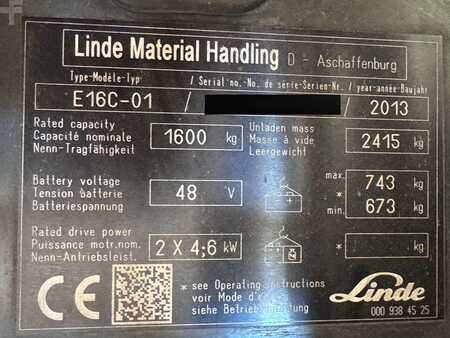 Linde Material Handling D - Aschaffenburg
Type-Modèle-Typ / Serial no.-No. de série-Serien-Nr. / year-année-Baujahr
E16C-01 / / 2013
Rated capacity
Capacité nominale
Nenn-Tragfähigkeit
1600 kg
Unladen mass
Masse à vide
Leergewicht
2415 kg
Battery voltage
Tension batterie
Batteriespannung
48 V
max. 743 kg
*
min. 673 kg
Rated drive power
Puissance motr.nom.
Nenn-Antriebsleist.
2 X 4,6 kW
* kg
CE
* see Operating Instructions
voir Mode
siehe
Linde
000 938 45 25